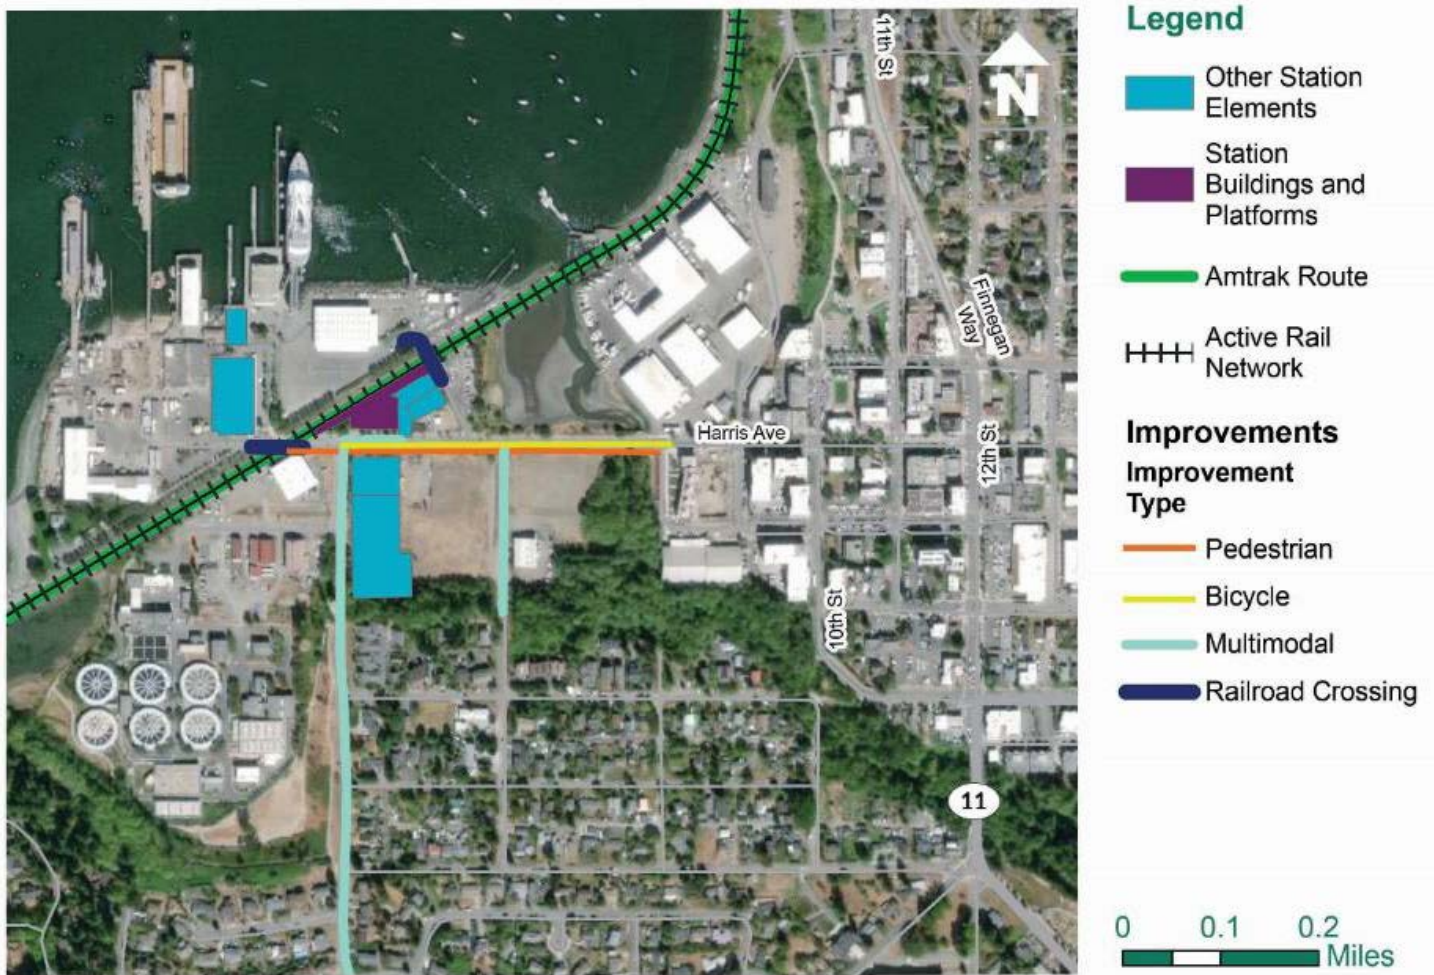 11th St
N
Finnegan
Way
Harris Ave
12th St
10th St
11
Legend
Other Station
Elements
Station
Buildings and
Platforms
Amtrak Route
Active Rail
Network
Improvements
Improvement
Type
Pedestrian
Bicycle
Multimodal
Railroad Crossing
0 0.1 0.2
Miles